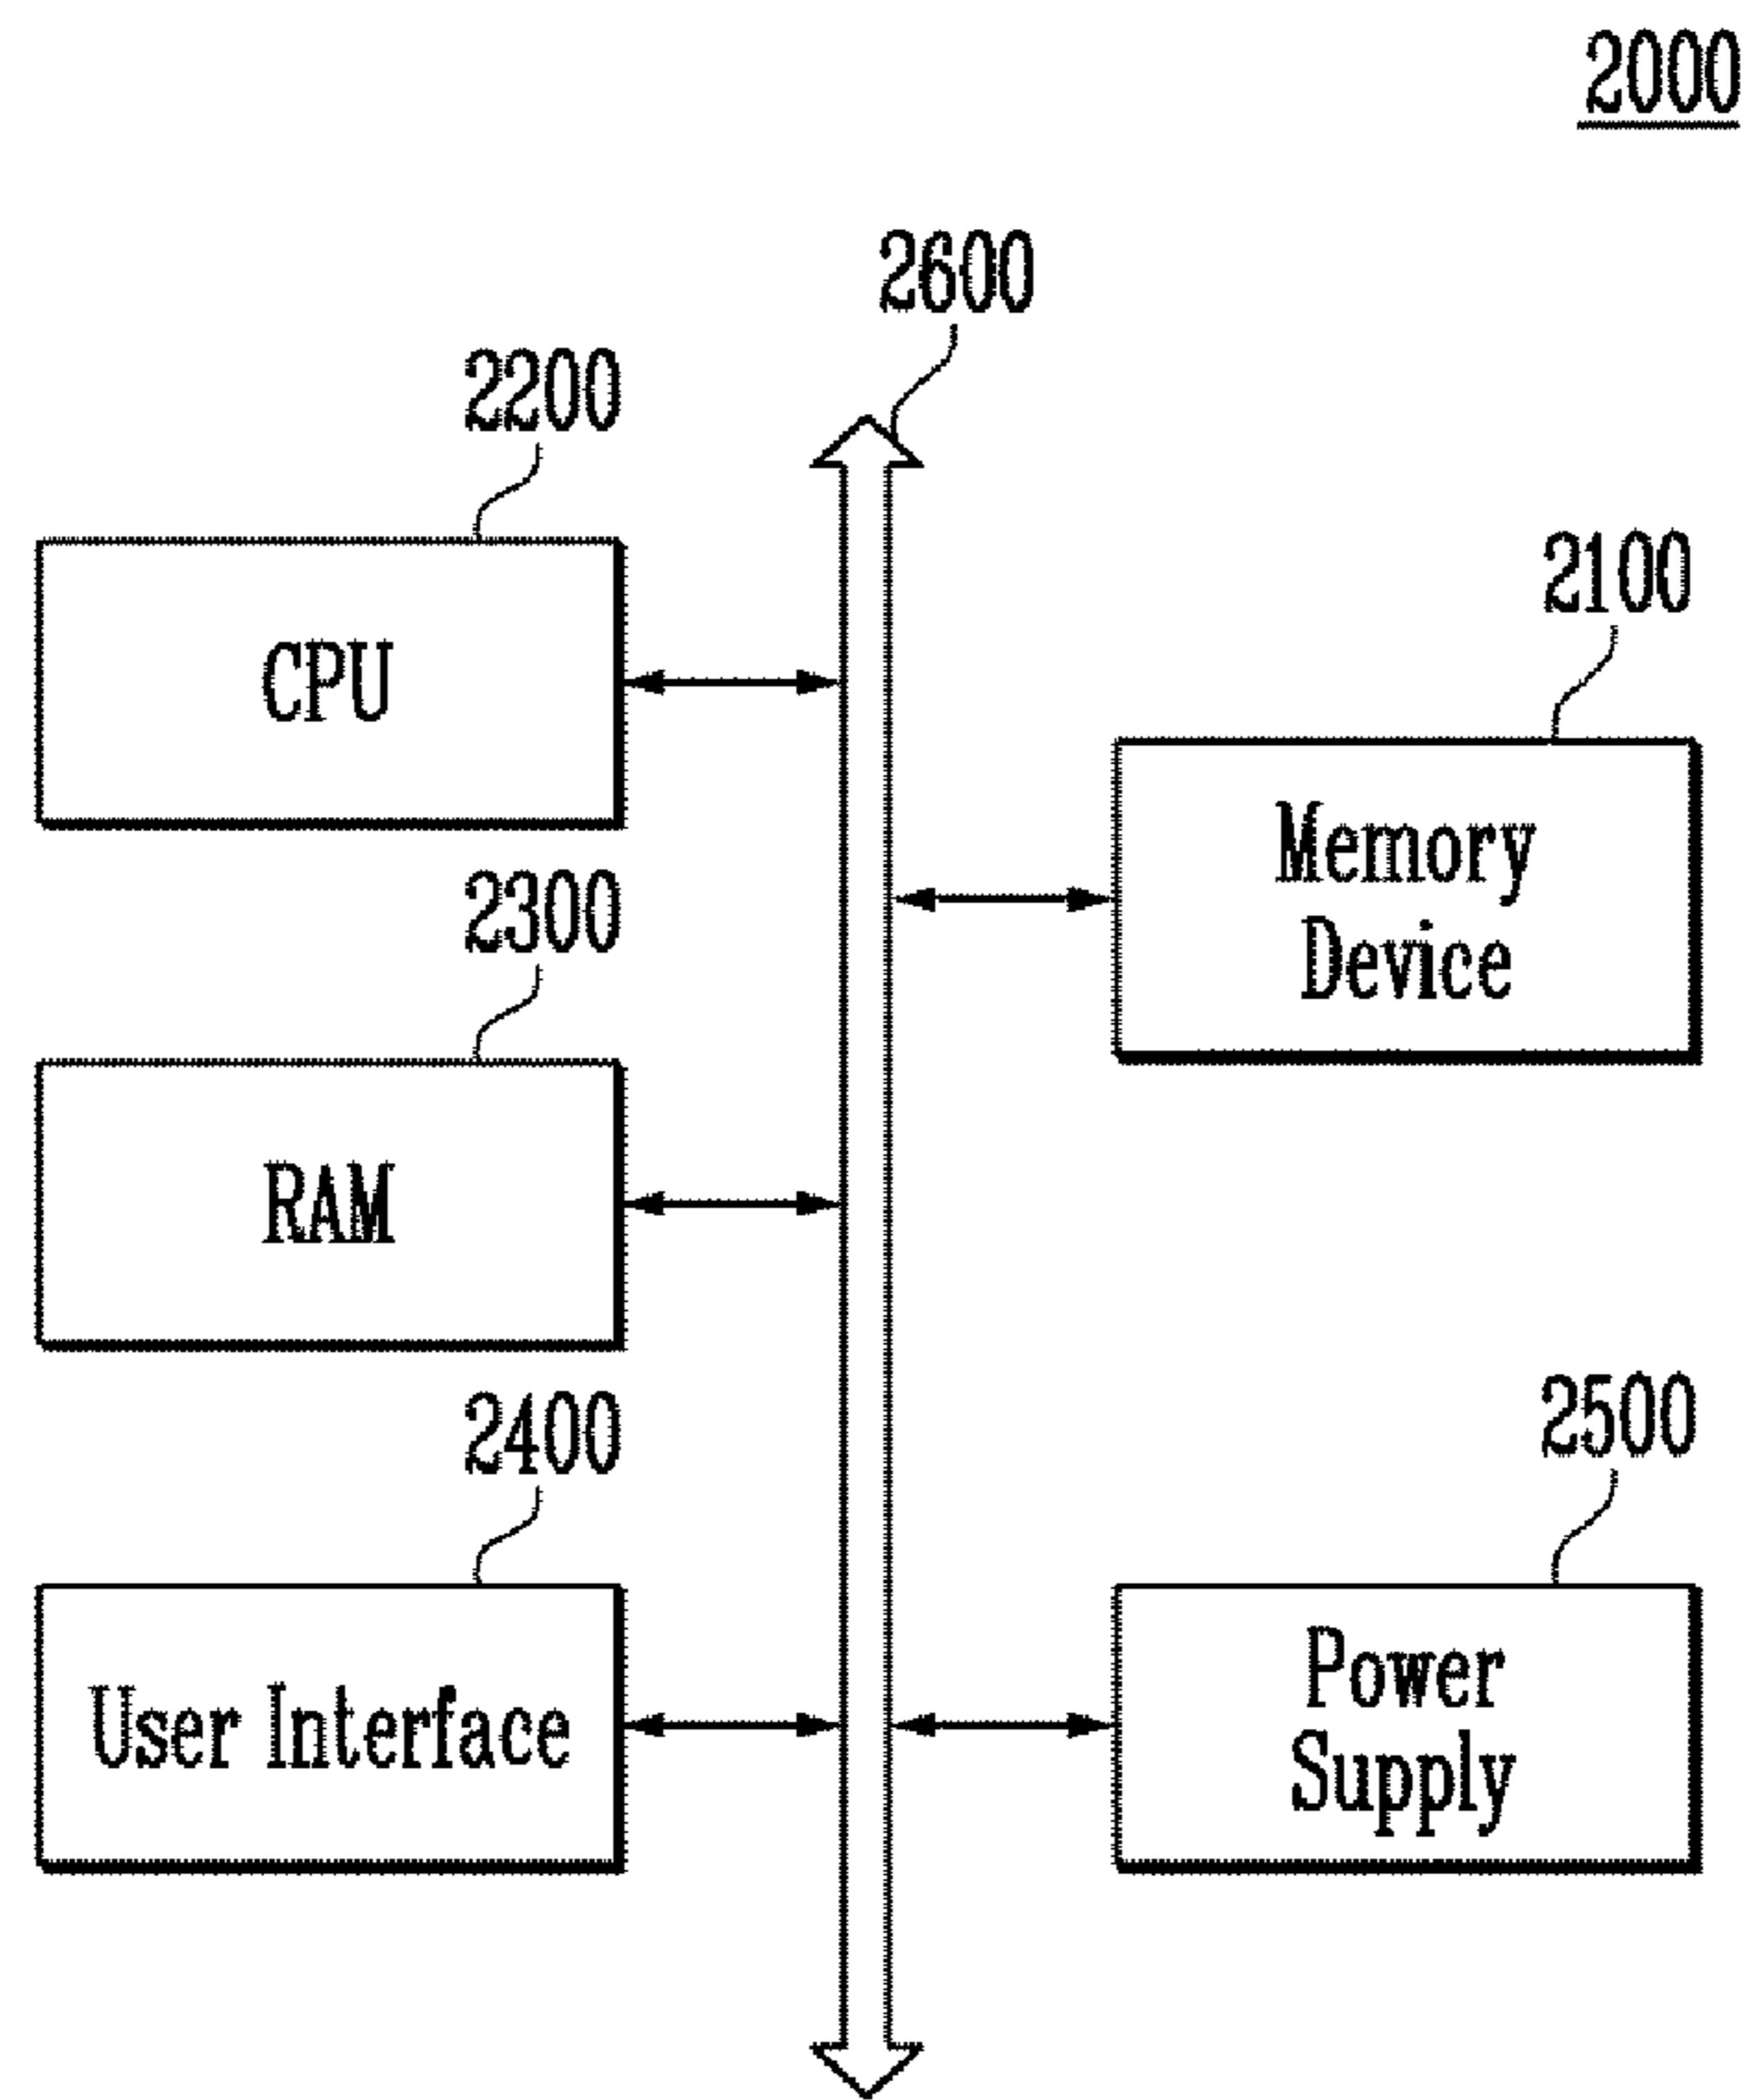 2000
2600
2200
CPU
2100
Memory
Device
2300
RAM
2400
User Interface
2500
Power
Supply